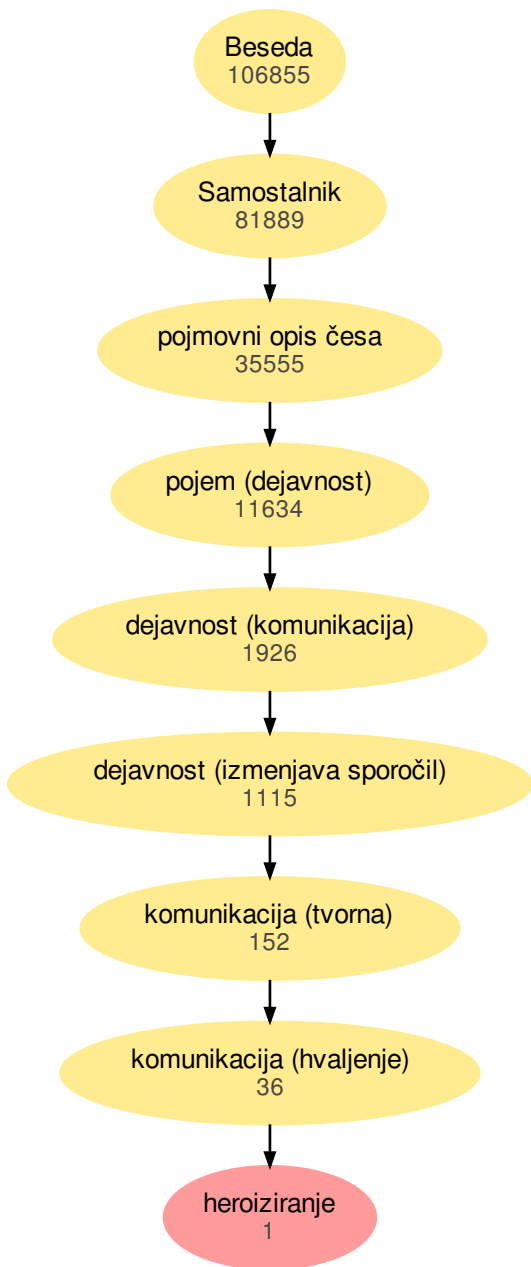 Beseda
106855
Samostalnik
81889
pojmovni opis česa
35555
pojem (dejavnost)
11634
dejavnost (komunikacija)
1926
dejavnost (izmenjava sporočil)
1115
komunikacija (tvorna)
152
komunikacija (hvaljenje)
36
heroiziranje
1